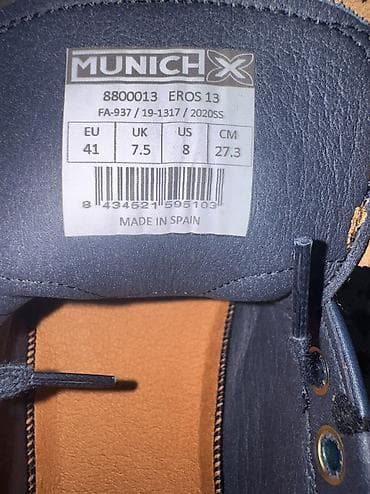 MUNICH X
8800013 EROS 13
FA-937 / 19-1317 / 2020SS
EU UK US CM
41 7.5 8 27.3
8 434521 595103
MADE IN SPAIN